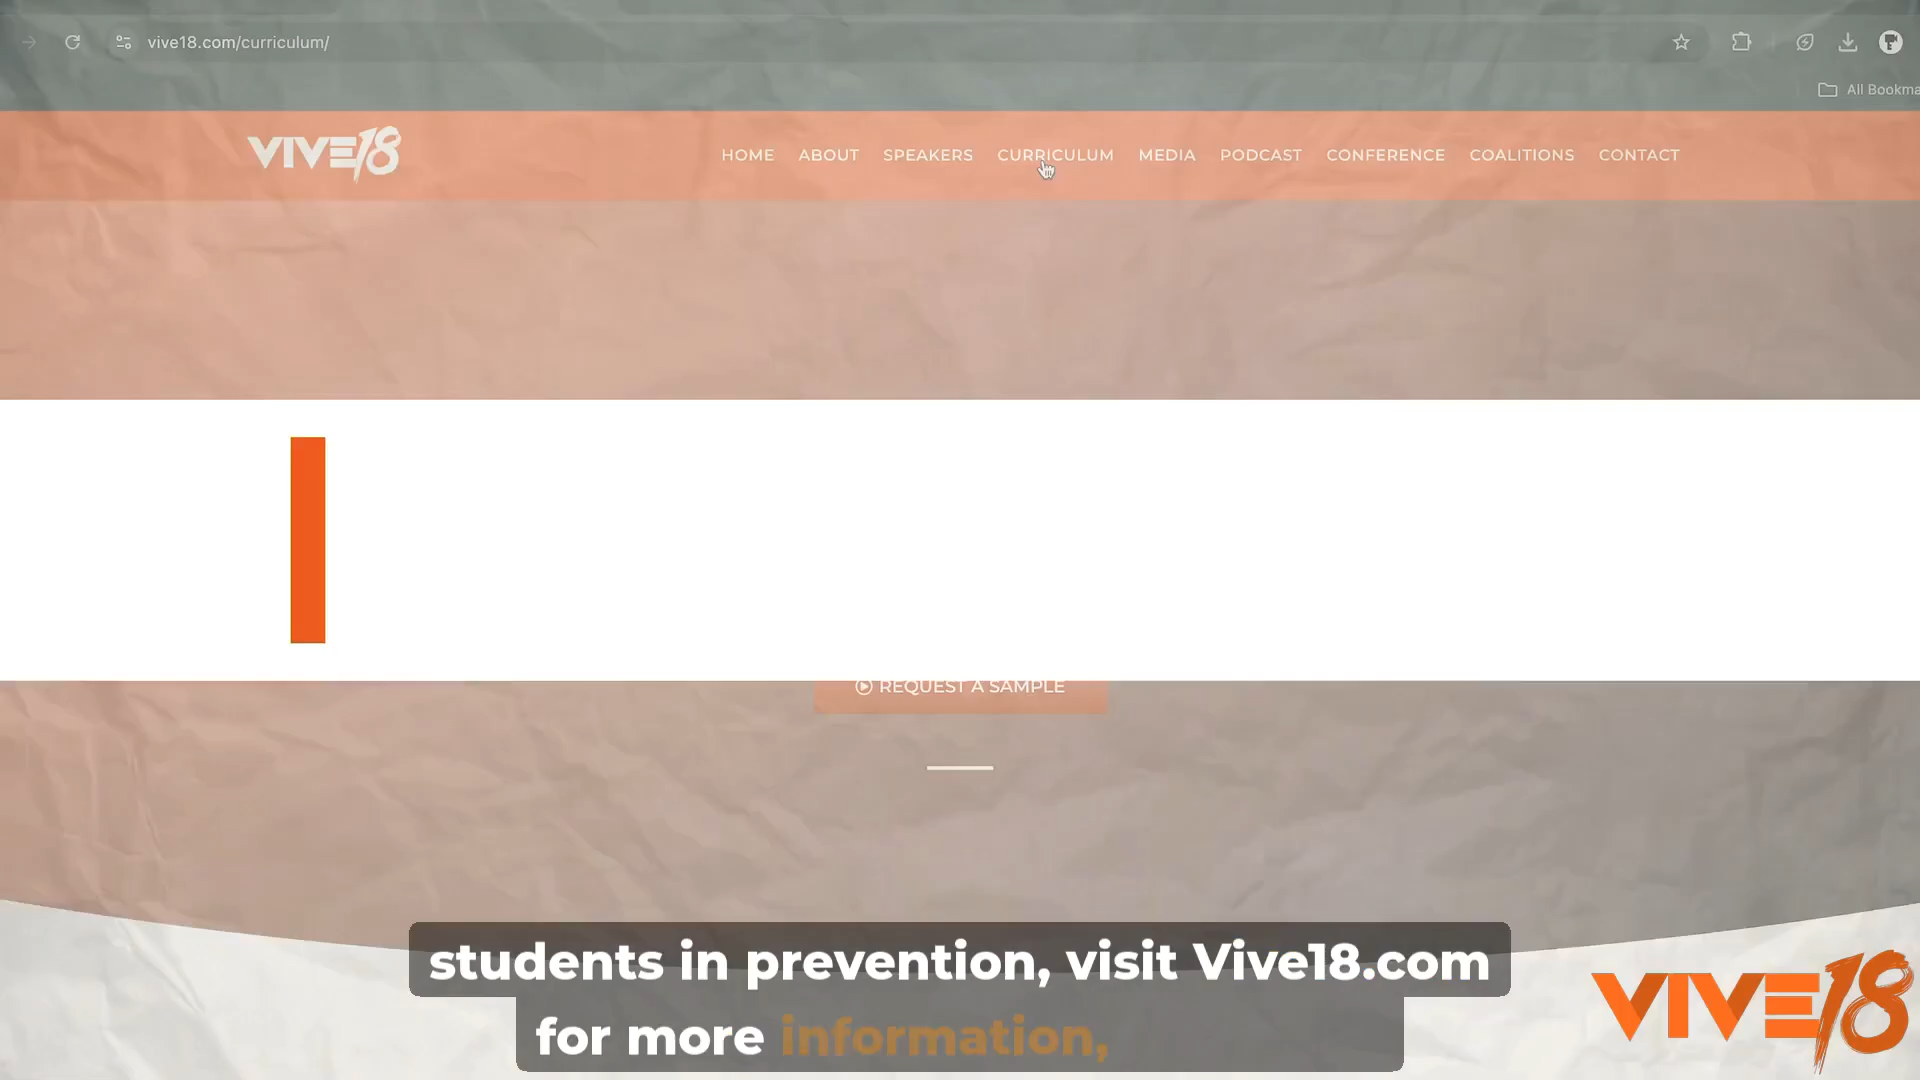 vive18.com/curriculum/
All Bookma
VIVE18
HOME ABOUT SPEAKERS CURRICULUM MEDIA PODCAST CONFERENCE COALITIONS CONTACT
REQUEST A SAMPLE
students in prevention, visit Vive18.com
for more information,
VIVE18